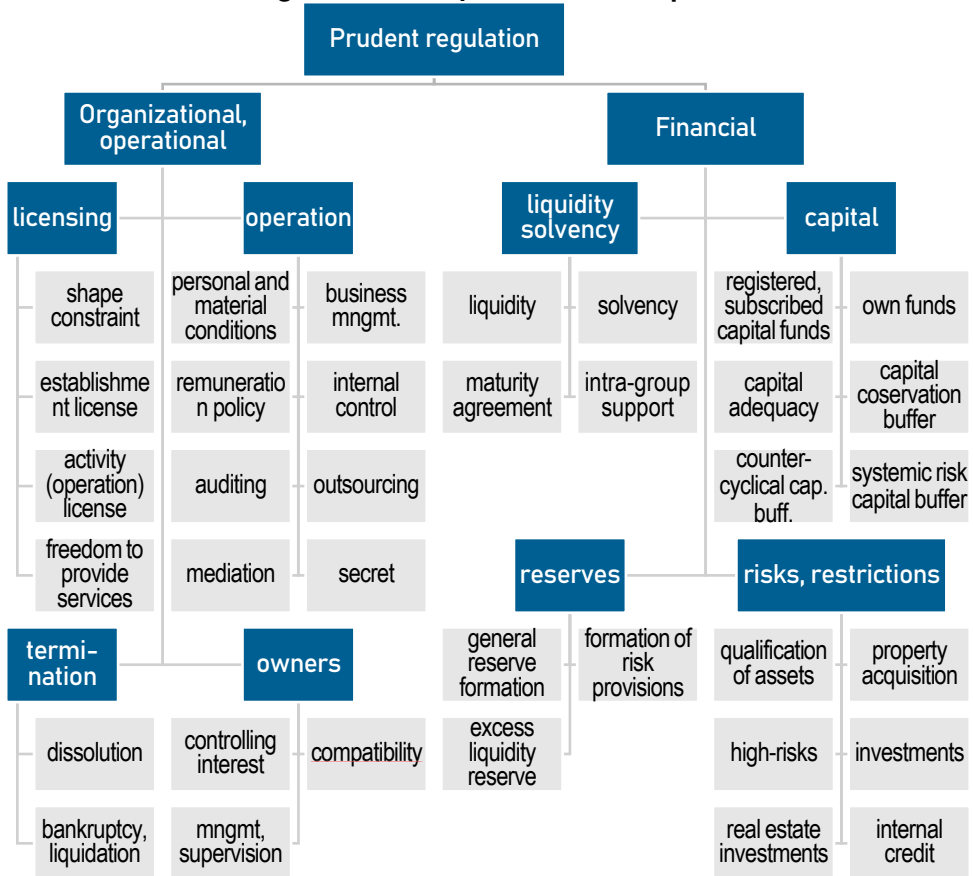 Prudent regulation
Organizational,
operational
Financial
licensing
operation
liquidity
solvency
capital
shape
constraint
personal and
material
conditions
business
mngmt.
liquidity
solvency
registered,
subscribed
capital funds
own funds
establishme
nt license
remuneratio
n policy
internal
control
maturity
agreement
intra-group
support
capital
adequacy
capital
coservation
buffer
activity
(operation)
license
auditing
outsourcing
counter-
cyclical cap.
buff.
systemic risk
capital buffer
freedom to
provide
services
mediation
secret
reserves
risks, restrictions
termi-
nation
owners
general
reserve
formation
formation of
risk
provisions
qualification
of assets
property
acquisition
dissolution
controlling
interest
compatibility
excess
liquidity
reserve
high-risks
investments
bankruptcy,
liquidation
mngmt,
supervision
real estate
investments
internal
credit